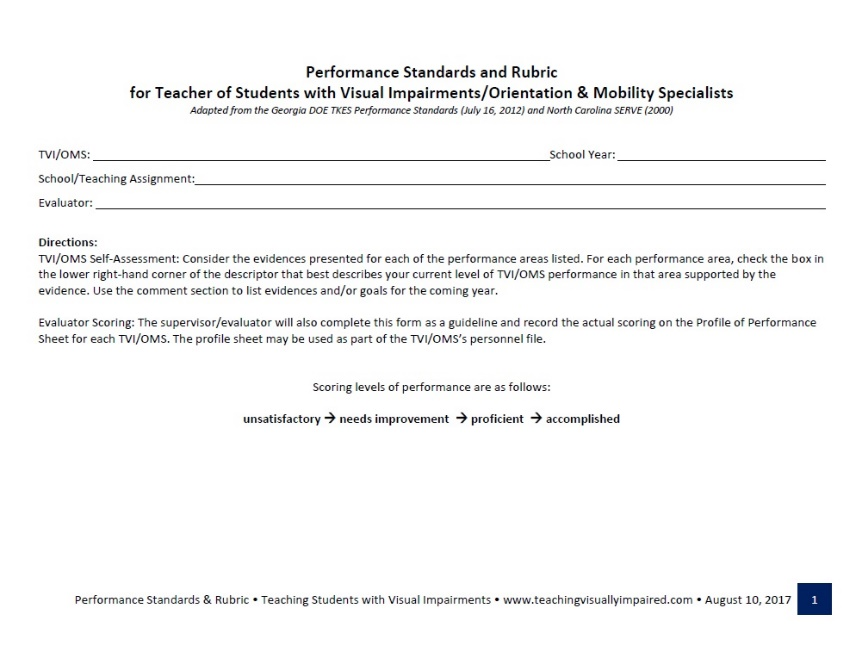 Performance Standards and Rubric
for Teacher of Students with Visual Impairments/Orientation & Mobility Specialists
Adapted from the Georgia DOE TKES Performance Standards (July 16, 2012) and North Carolina SERVE (2000)
TVI/OMS: School Year:
School/Teaching Assignment:
Evaluator:
Directions:
TVI/OMS Self-Assessment: Consider the evidences presented for each of the performance areas listed. For each performance area, check the box in
the lower right-hand corner of the descriptor that best describes your current level of TVI/OMS performance in that area supported by the
evidence. Use the comment section to list evidences and/or goals for the coming year.
Evaluator Scoring: The supervisor/evaluator will also complete this form as a guideline and record the actual scoring on the Profile of Performance
Sheet for each TVI/OMS. The profile sheet may be used as part of the TVI/OMS's personnel file.
Scoring levels of performance are as follows:
unsatisfactory → needs improvement → proficient → accomplished
Performance Standards & Rubric • Teaching Students with Visual Impairments • www.teachingvisuallyimpaired.com • August 10, 2017 1